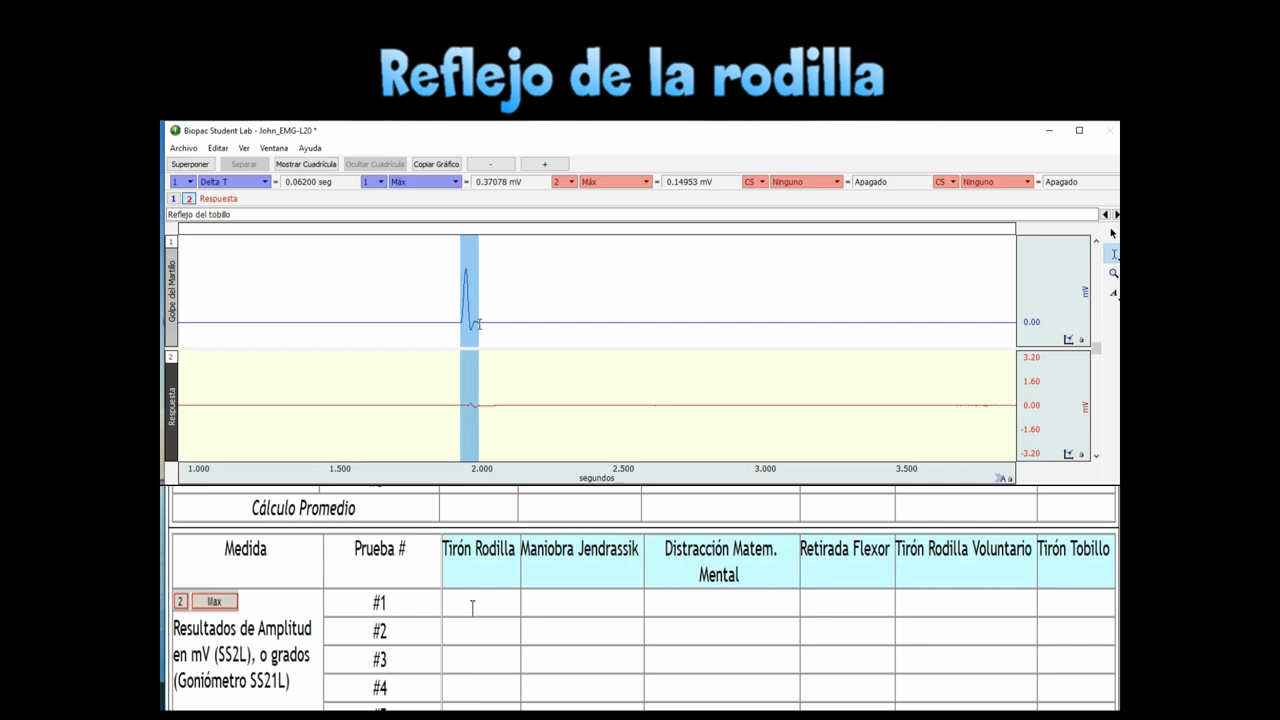 Reflejo de la rodilla
Biopac Student Lab - John_EMG-L20 *
Archivo Editar Ver Ventana Ayuda
Superponer Separar Mostrar Cuadrícula Ocultar Cuadrícula Copiar Gráfico - +
1 Delta T = 0.06200 seg 1 Máx = 0.37078 mV 2 Máx = 0.14953 mV CS Ninguno = Apagado CS Ninguno = Apagado
1 2 Respuesta
Reflejo del tobillo
1
Golpe del Martillo
mV
0.00
2
Respuesta
3.20
1.60
0.00
mV
-1.60
-3.20
1.000 1.500 2.000 2.500 3.000 3.500
segundos
Cálculo Promedio
Medida Prueba # Tirón Rodilla Maniobra Jendrassik Distracción Matem. Retirada Flexor Tirón Rodilla Voluntario Tirón Tobillo
Mental
2 Max #1
Resultados de Amplitud #2
en mV (SS2L), o grados #3
(Goniómetro SS21L) #4